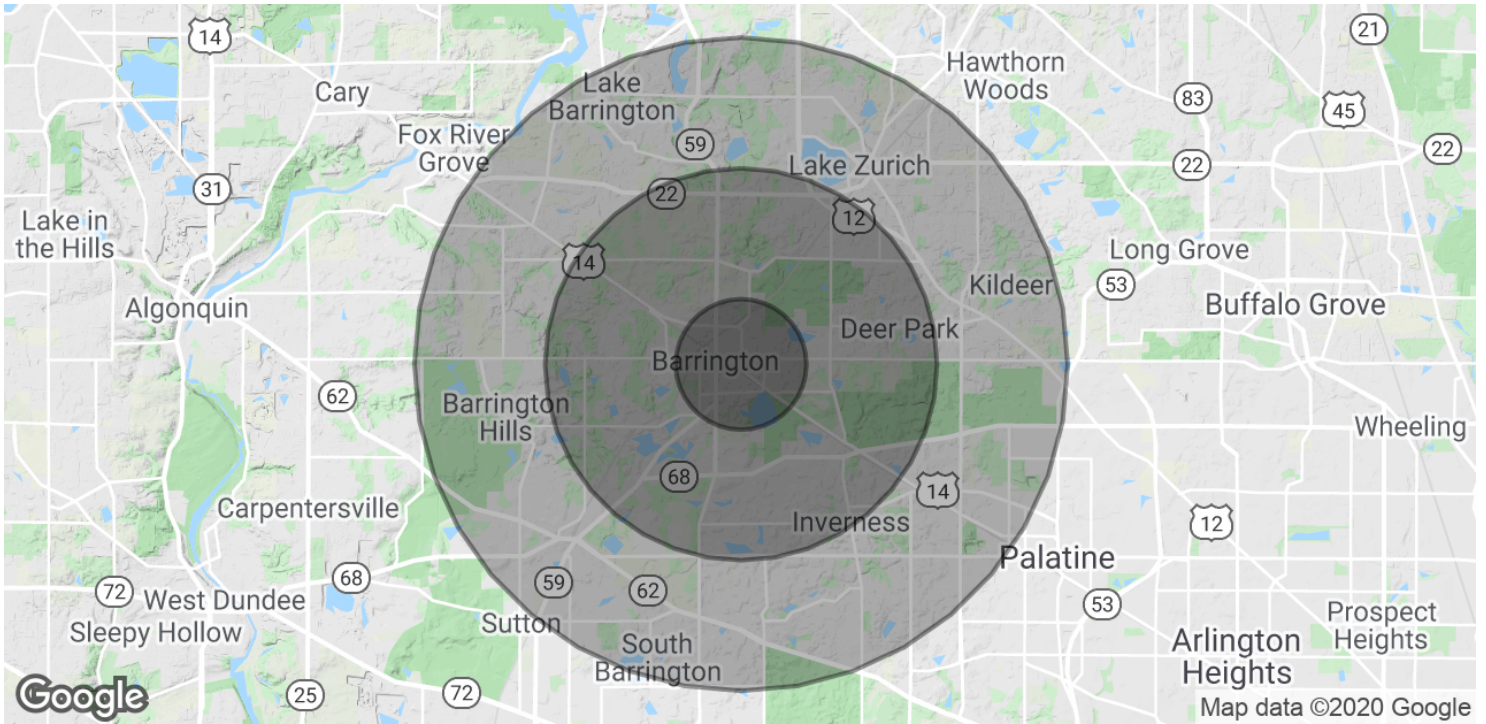 14
21
Hawthorn
Woods
Cary
Lake
Barrington
83
45
Fox River
Grove
59
22
Lake Zurich
22
31
22
12
Lake in
the Hills
14
Long Grove
Kildeer
53
Algonquin
Buffalo Grove
Deer Park
Barrington
62
Barrington
Hills
Wheeling
68
14
Carpentersville
Inverness
12
Palatine
68
59
62
72
West Dundee
53
Sleepy Hollow
Sutton
Prospect
Heights
South
Barrington
Arlington
Heights
25
72
Google
Map data ©2020 Google